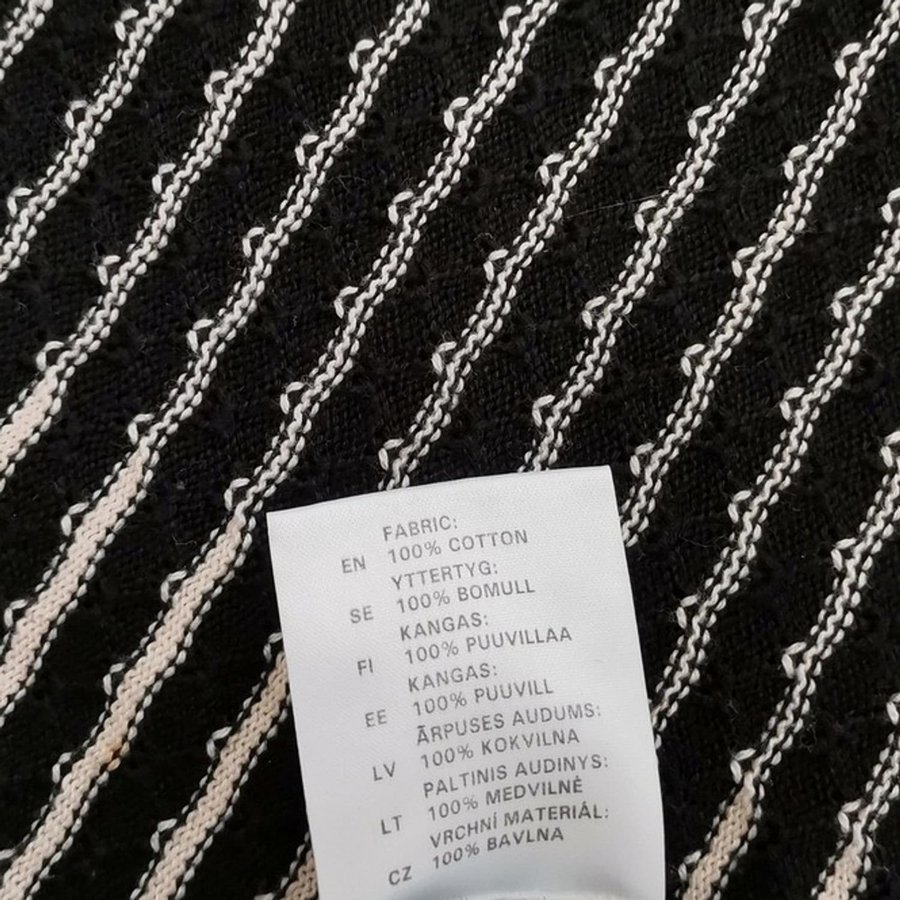 FABRIC:
EN 100% COTTON
YTTERTYG:
SE 100% BOMULL
KANGAS:
FI 100% PUUVILLAA
KANGAS:
EE 100% PUUVILL
ĀRPUSES AUDUMS:
LV 100% KOKVILNA
PALTINIS AUDINYS:
LT 100% MEDVILNĖ
VRCHNÍ MATERIÁL:
CZ 100% BAVLNA